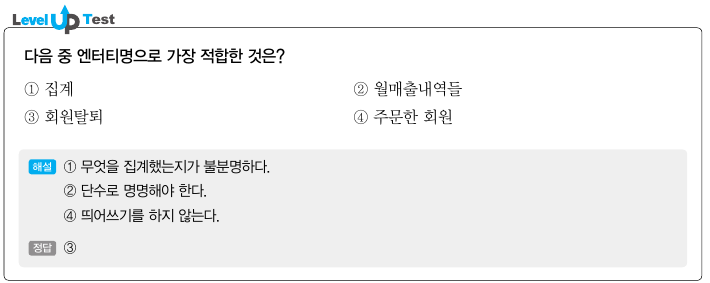 Level Up Test
다음 중 엔터티명으로 가장 적합한 것은?
① 집계 ② 월매출내역들
③ 회원탈퇴 ④ 주문한 회원
해설 ① 무엇을 집계했는지가 불분명하다.
② 단수로 명명해야 한다.
④ 띄어쓰기를 하지 않는다.
정답 ③